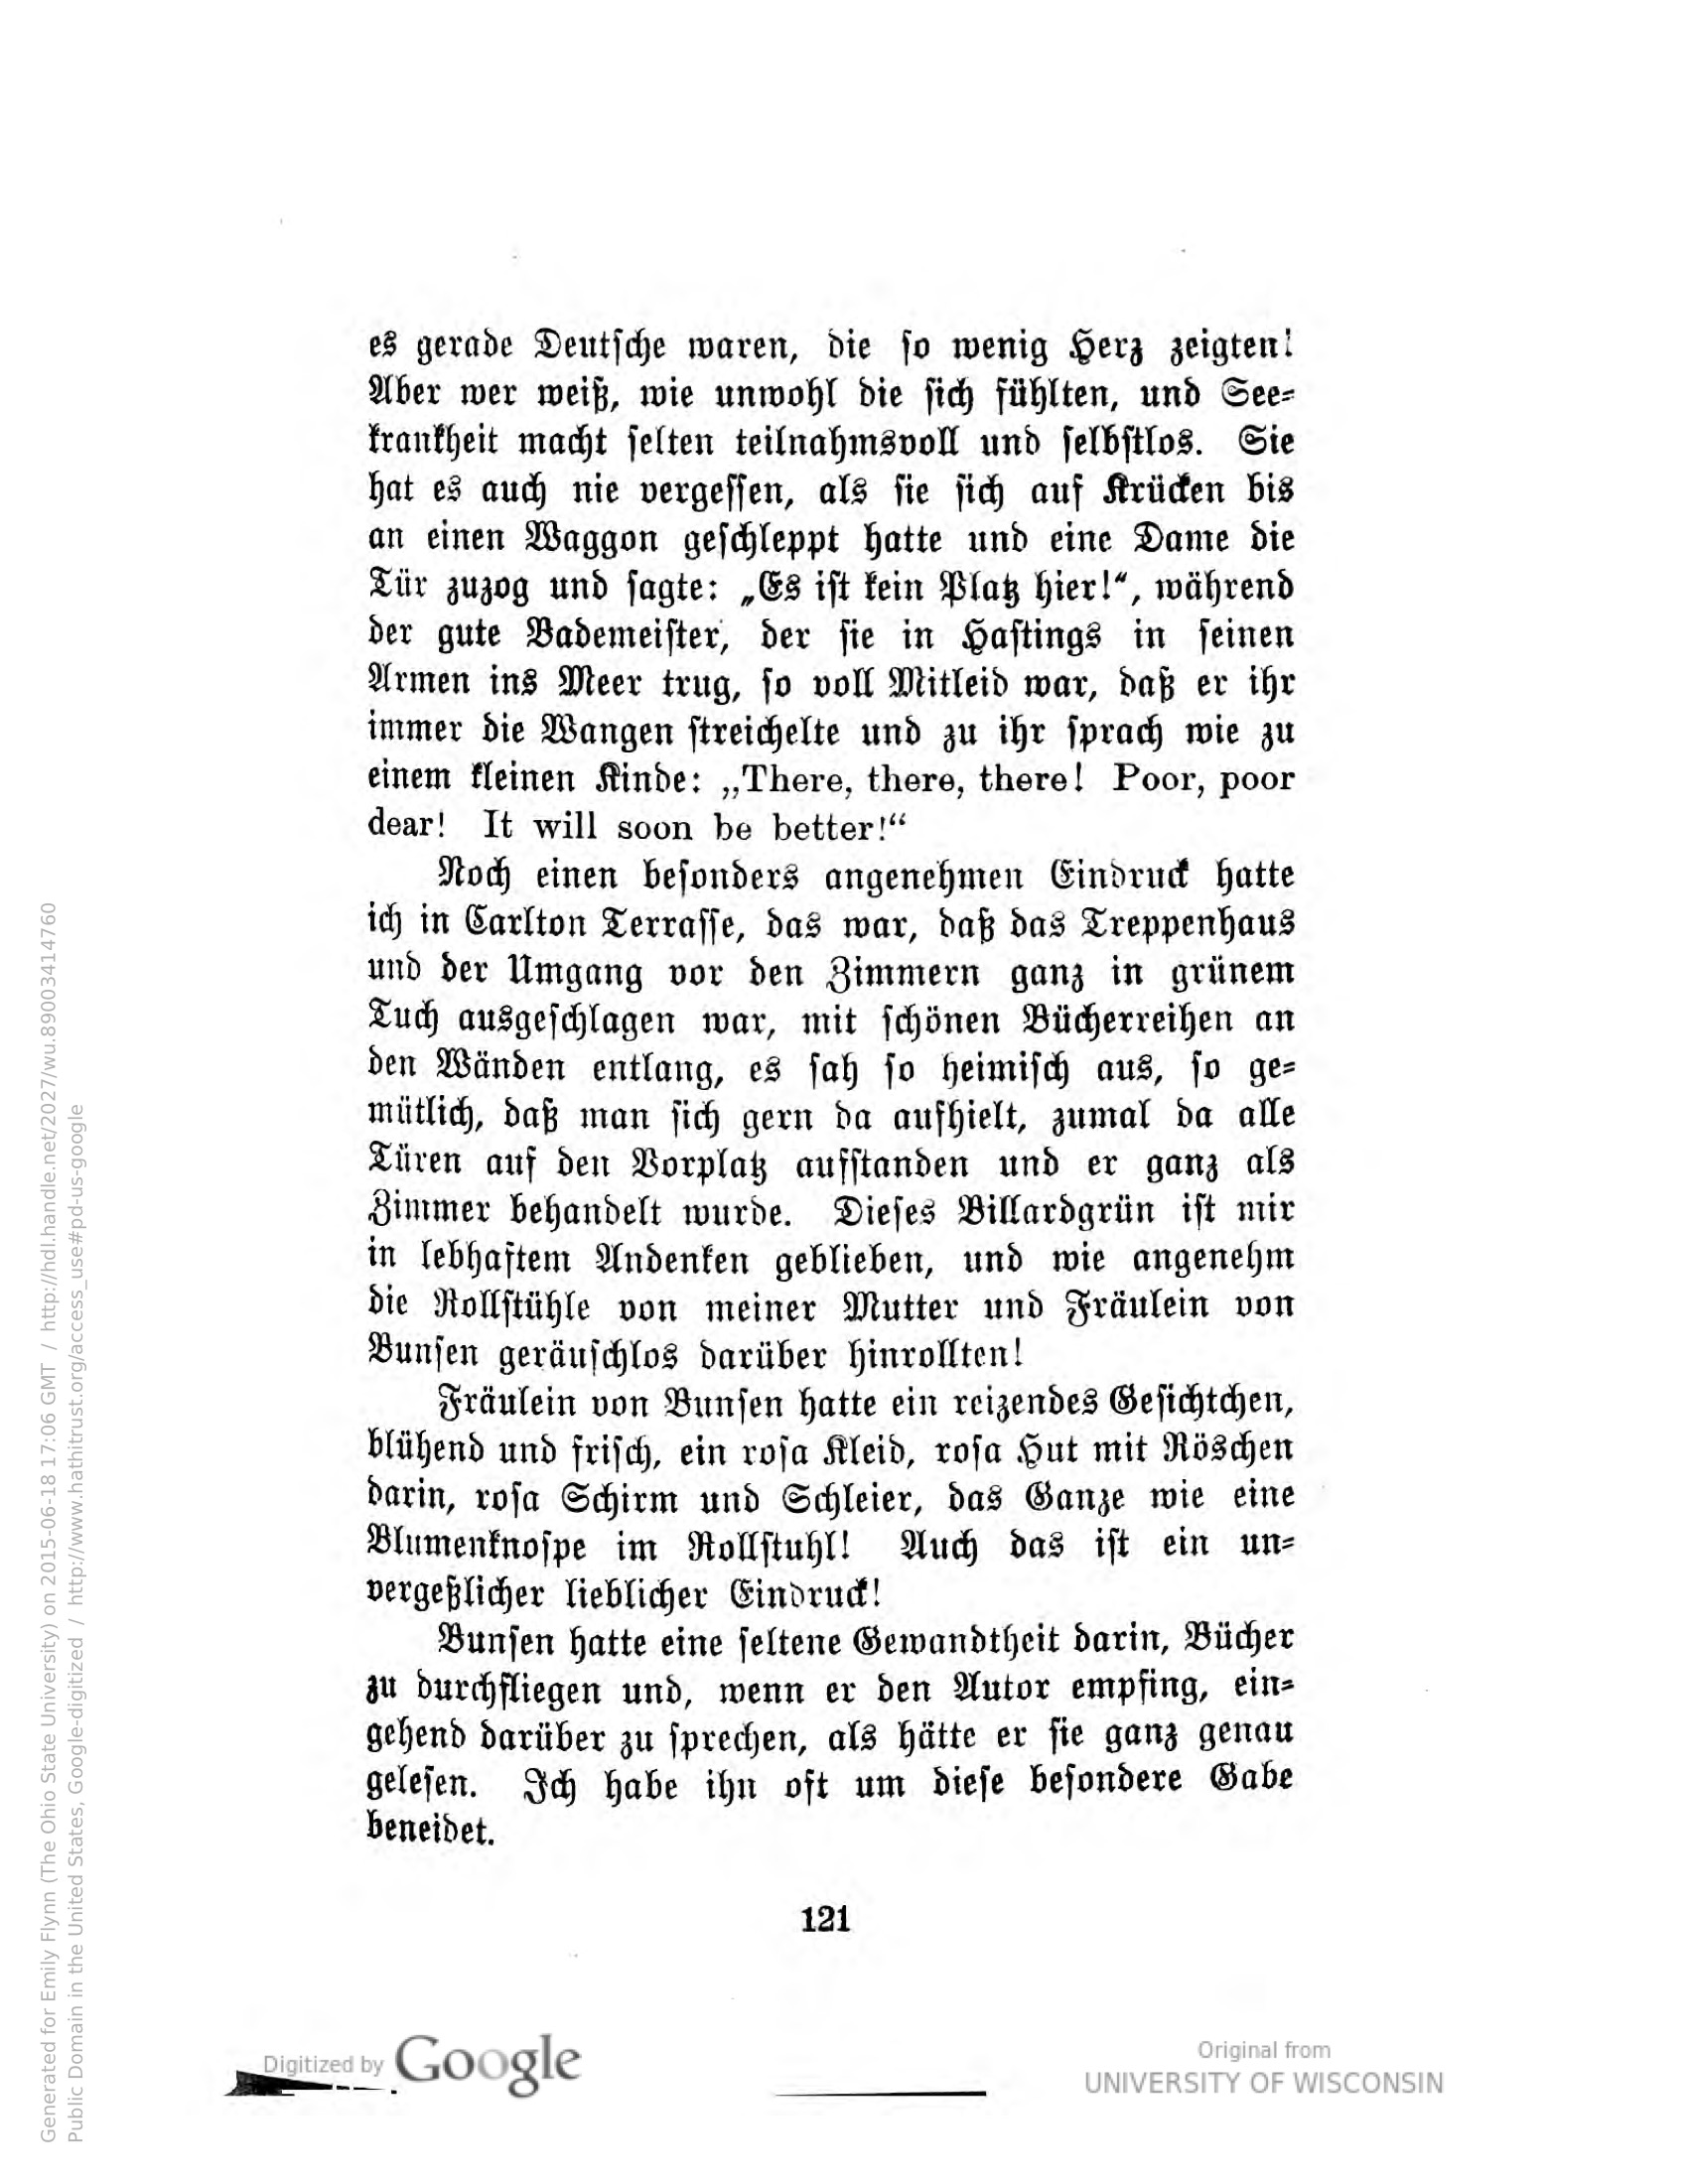 es gerade Deutsche waren, die so wenig Herz zeigten!
Aber wer weiß, wie unwohl die sich fühlten, und See-
krankheit macht selten teilnahmsvoll und selbstlos. Sie
hat es auch nie vergessen, als sie sich auf Krücken bis
an einen Waggon geschleppt hatte und eine Dame die
Tür zuzog und sagte: „Es ist kein Platz hier!“, während
der gute Bademeister, der sie in Hastings in seinen
Armen ins Meer trug, so voll Mitleid war, daß er ihr
immer die Wangen streichelte und zu ihr sprach wie zu
einem kleinen Kinde: „There, there, there! Poor, poor
dear! It will soon be better!“
Noch einen besonders angenehmen Eindruck hatte
ich in Carlton Terrasse, das war, daß das Treppenhaus
und der Umgang vor den Zimmern ganz in grünem
Tuch ausgeschlagen war, mit schönen Bücherreihen an
den Wänden entlang, es sah so heimisch aus, so ge-
mütlich, daß man sich gern da aufhielt, zumal da alle
Türen auf den Vorplatz aufstanden und er ganz als
Zimmer behandelt wurde. Dieses Billardgrün ist mir
in lebhaftem Andenken geblieben, und wie angenehm
die Rollstühle von meiner Mutter und Fräulein von
Bunsen geräuschlos darüber hinrollten!
Fräulein von Bunsen hatte ein reizendes Gesichtchen,
blühend und frisch, ein rosa Kleid, rosa Hut mit Röschen
darin, rosa Schirm und Schleier, das Ganze wie eine
Blumenknospe im Rollstuhl! Auch das ist ein un-
vergeßlicher lieblicher Eindruck!
Bunsen hatte eine seltene Gewandtheit darin, Bücher
zu durchfliegen und, wenn er den Autor empfing, ein-
gehend darüber zu sprechen, als hätte er sie ganz genau
gelesen. Ich habe ihn oft um diese besondere Gabe
beneidet.
121
Digitized by Google
Original from
UNIVERSITY OF WISCONSIN
Generated for Emily Flynn (The Ohio State University) on 2015-06-18 17:06 GMT / http://hdl.handle.net/2027/wu.89003414760
Public Domain in the United States, Google-digitized / http://www.hathitrust.org/access_use#pd-us-google